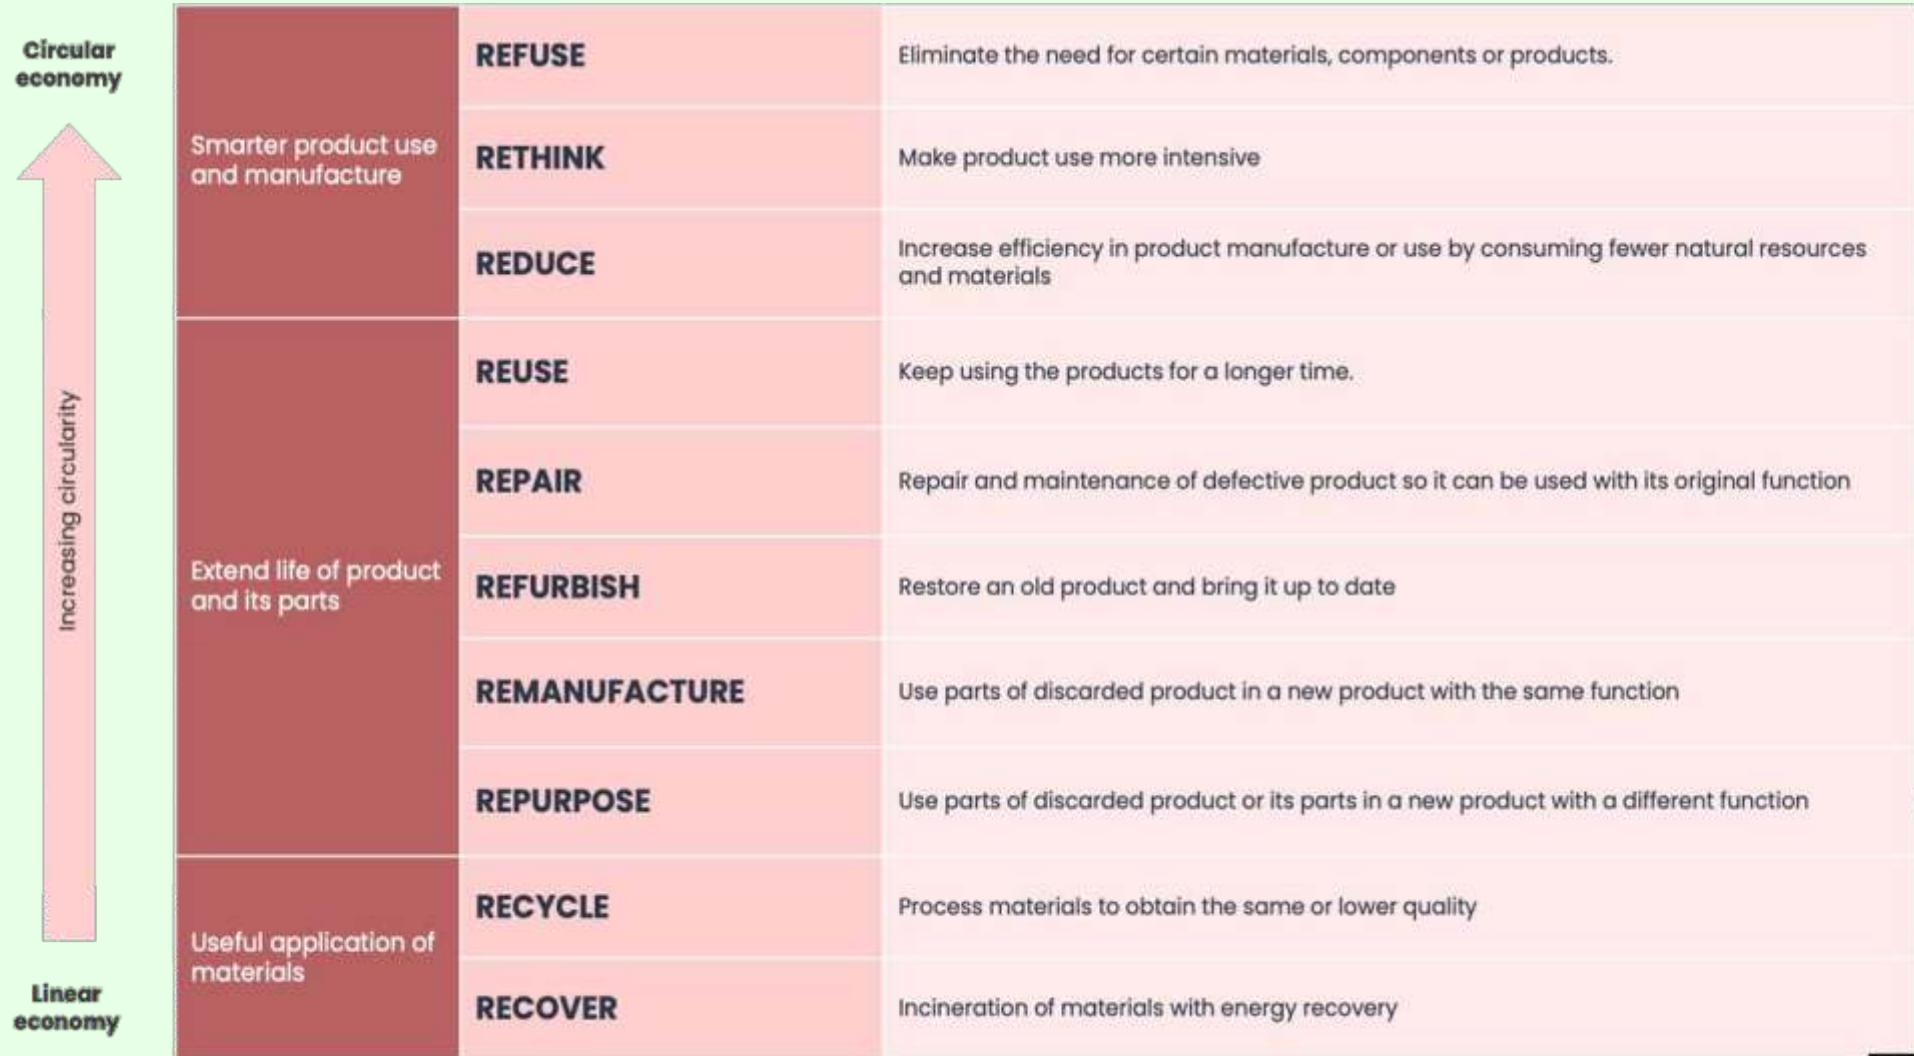 Circular
economy
Increasing circularity
Linear
economy
Smarter product use
and manufacture
REFUSE
Eliminate the need for certain materials, components or products.
RETHINK
Make product use more intensive
REDUCE
Increase efficiency in product manufacture or use by consuming fewer natural resources
and materials
Extend life of product
and its parts
REUSE
Keep using the products for a longer time.
REPAIR
Repair and maintenance of defective product so it can be used with its original function
REFURBISH
Restore an old product and bring it up to date
REMANUFACTURE
Use parts of discarded product in a new product with the same function
REPURPOSE
Use parts of discarded product or its parts in a new product with a different function
Useful application of
materials
RECYCLE
Process materials to obtain the same or lower quality
RECOVER
Incineration of materials with energy recovery